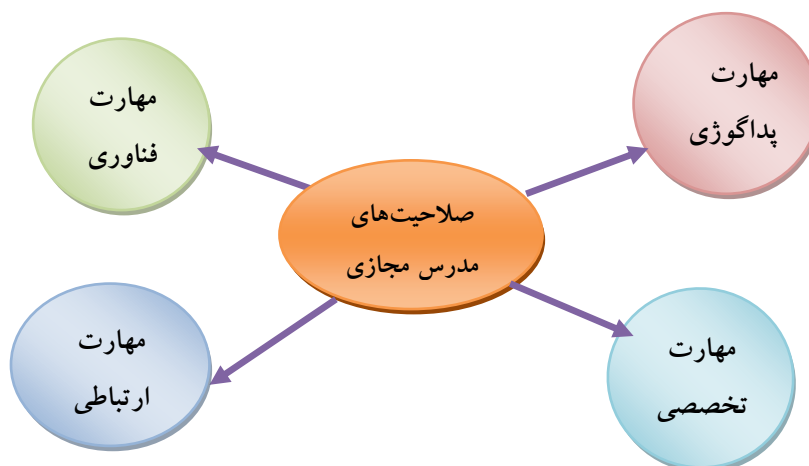 مهارت
پداگوژی
مهارت
فناوری
صلاحیت‌های
مدرس مجازی
مهارت
تخصصی
مهارت
ارتباطی